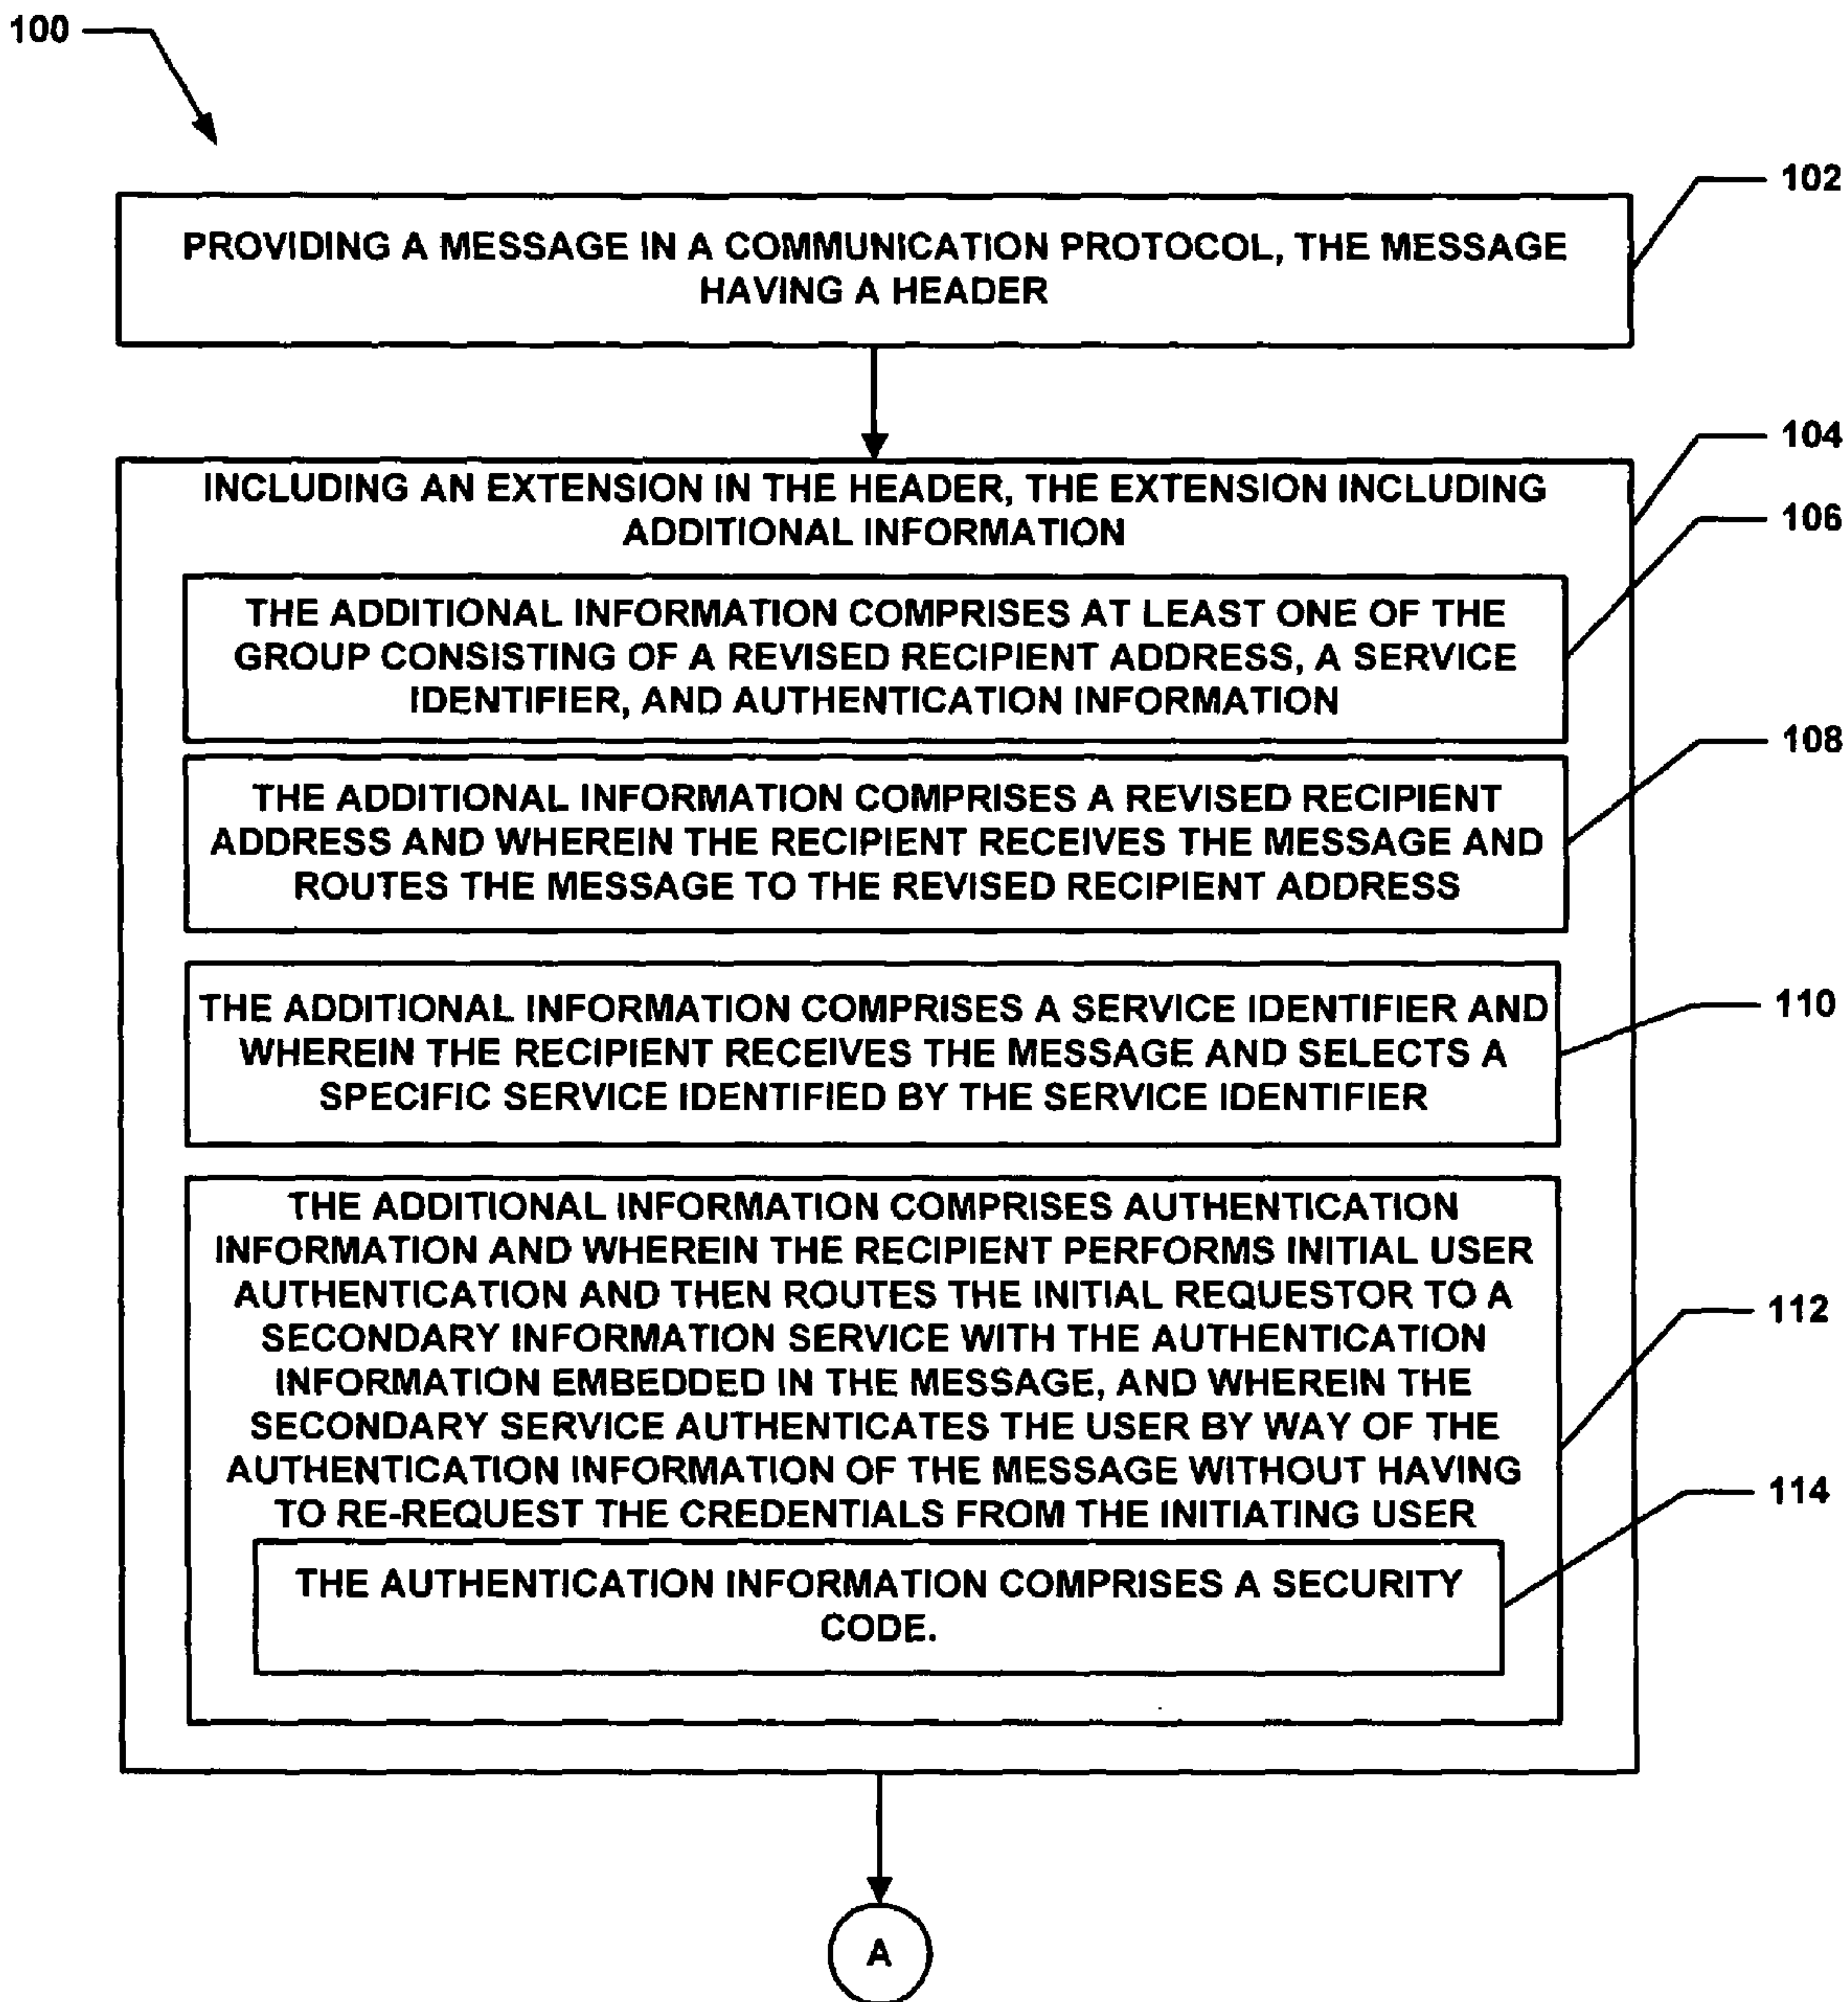 100
102
PROVIDING A MESSAGE IN A COMMUNICATION PROTOCOL, THE MESSAGE
HAVING A HEADER
104
INCLUDING AN EXTENSION IN THE HEADER, THE EXTENSION INCLUDING
ADDITIONAL INFORMATION
106
THE ADDITIONAL INFORMATION COMPRISES AT LEAST ONE OF THE
GROUP CONSISTING OF A REVISED RECIPIENT ADDRESS, A SERVICE
IDENTIFIER, AND AUTHENTICATION INFORMATION
108
THE ADDITIONAL INFORMATION COMPRISES A REVISED RECIPIENT
ADDRESS AND WHEREIN THE RECIPIENT RECEIVES THE MESSAGE AND
ROUTES THE MESSAGE TO THE REVISED RECIPIENT ADDRESS
110
THE ADDITIONAL INFORMATION COMPRISES A SERVICE IDENTIFIER AND
WHEREIN THE RECIPIENT RECEIVES THE MESSAGE AND SELECTS A
SPECIFIC SERVICE IDENTIFIED BY THE SERVICE IDENTIFIER
112
THE ADDITIONAL INFORMATION COMPRISES AUTHENTICATION
INFORMATION AND WHEREIN THE RECIPIENT PERFORMS INITIAL USER
AUTHENTICATION AND THEN ROUTES THE INITIAL REQUESTOR TO A
SECONDARY INFORMATION SERVICE WITH THE AUTHENTICATION
INFORMATION EMBEDDED IN THE MESSAGE, AND WHEREIN THE
SECONDARY SERVICE AUTHENTICATES THE USER BY WAY OF THE
AUTHENTICATION INFORMATION OF THE MESSAGE WITHOUT HAVING
TO RE-REQUEST THE CREDENTIALS FROM THE INITIATING USER
114
THE AUTHENTICATION INFORMATION COMPRISES A SECURITY
CODE.
A